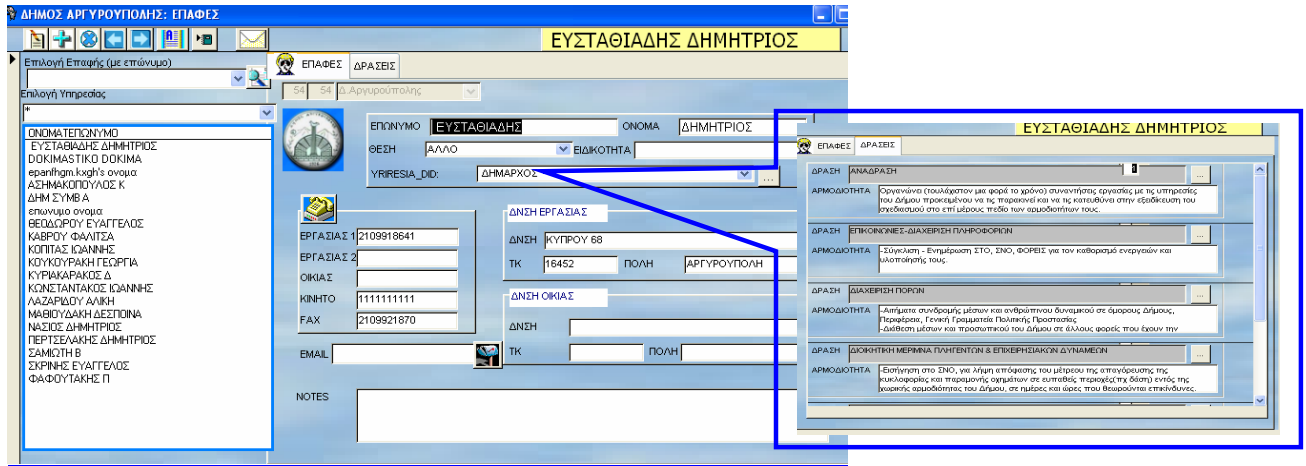 ΔΗΜΟΣ ΑΡΓΥΡΟΥΠΟΛΗΣ: ΕΠΑΦΕΣ
ΕΥΣΤΑΘΙΑΔΗΣ ΔΗΜΗΤΡΙΟΣ
Επιλογή Επαφής (με επώνυμο)
Επιλογή Υπηρεσίας
*
ΟΝΟΜΑΤΕΠΩΝΥΜΟ
ΕΥΣΤΑΘΙΑΔΗΣ ΔΗΜΗΤΡΙΟΣ
DOKIMASTIKO DOKIMA
epanfhgm.kxgh's ονομα
ΑΣΗΜΑΚΟΠΟΥΛΟΣ Κ
ΔΗΜ ΣΥΜΒ Α
επωνυμο ονομα
ΘΕΟΔΩΡΟΥ ΕΥΑΓΓΕΛΟΣ
ΚΑΒΡΟΥ ΦΑΛΙΤΣΑ
ΚΟΠΙΤΑΣ ΙΩΑΝΝΗΣ
ΚΟΥΚΟΥΡΑΚΗ ΓΕΩΡΓΙΑ
ΚΥΡΙΑΚΑΡΑΚΟΣ Δ
ΚΩΝΣΤΑΝΤΑΚΟΣ ΙΩΑΝΝΗΣ
ΛΑΖΑΡΙΔΟΥ ΑΛΙΚΗ
ΜΑΘΙΟΥΔΑΚΗ ΔΕΣΠΟΙΝΑ
ΝΑΣΙΟΣ ΔΗΜΗΤΡΙΟΣ
ΠΕΡΤΣΕΛΑΚΗΣ ΔΗΜΗΤΡΙΟΣ
ΣΑΜΙΩΤΗ Β
ΣΚΡΙΝΗΣ ΕΥΑΓΓΕΛΟΣ
ΦΑΦΟΥΤΑΚΗΣ Π
ΕΠΑΦΕΣ ΔΡΑΣΕΙΣ
54 54 Δ.Αργυρούπολης
ΕΠΩΝΥΜΟ ΕΥΣΤΑΘΙΑΔΗΣ ΟΝΟΜΑ ΔΗΜΗΤΡΙΟΣ
ΘΕΣΗ ΑΛΛΟ ΕΙΔΙΚΟΤΗΤΑ
YRIRESIA_DID: ΔΗΜΑΡΧΟΣ ...
ΕΡΓΑΣΙΑΣ 1 2109918641
ΕΡΓΑΣΙΑΣ 2
ΟΙΚΙΑΣ
ΚΙΝΗΤΟ 1111111111
FAX 2109921870
ΔΝΣΗ ΕΡΓΑΣΙΑΣ
ΔΝΣΗ ΚΥΠΡΟΥ 68
ΤΚ 16452 ΠΟΛΗ ΑΡΓΥΡΟΥΠΟΛΗ
ΔΝΣΗ ΟΙΚΙΑΣ
ΔΝΣΗ
ΤΚ ΠΟΛΗ
EMAIL
NOTES
ΕΥΣΤΑΘΙΑΔΗΣ ΔΗΜΗΤΡΙΟΣ
ΕΠΑΦΕΣ ΔΡΑΣΕΙΣ
ΔΡΑΣΗ ΑΝΑΔΡΑΣΗ ...
ΑΡΜΟΔΙΟΤΗΤΑ Οργανώνει (τουλάχιστον μια φορά το χρόνο) συναντήσεις εργασίας με τις υπηρεσίες
του Δήμου προκειμένου να τις παρακινεί και να τις κατευθύνει στην εξειδίκευση του
σχεδιασμού στο επί μέρους πεδίο των αρμοδιοτήτων τους.
ΔΡΑΣΗ ΕΠΙΚΟΙΝΩΝΙΕΣ-ΔΙΑΧΕΙΡΙΣΗ ΠΛΗΡΟΦΟΡΙΩΝ ...
ΑΡΜΟΔΙΟΤΗΤΑ -Σύγκλιση - Ενημέρωση ΣΤΟ, ΣΝΟ, ΦΟΡΕΙΣ για τον καθορισμό ενεργειών και
υλοποίησής τους.
ΔΡΑΣΗ ΔΙΑΧΕΙΡΙΣΗ ΠΟΡΩΝ ...
ΑΡΜΟΔΙΟΤΗΤΑ -Αιτήματα συνδρομής μέσων και ανθρώπινου δυναμικού σε όμορους Δήμους,
Περιφέρεια, Γενική Γραμματεία Πολιτικής Προστασίας
-Διάθεση μέσων και προσωπικού του Δήμου σε άλλους φορείς που έχουν την
ΔΡΑΣΗ ΔΙΟΙΚΗΤΙΚΗ ΜΕΡΙΜΝΑ ΠΛΗΓΕΝΤΩΝ & ΕΠΙΧΕΙΡΗΣΙΑΚΩΝ ΔΥΝΑΜΕΩΝ ...
ΑΡΜΟΔΙΟΤΗΤΑ -Εισήγηση στο ΣΝΟ, για λήψη απόφασης του μέτρεου της απαγόρευσης της
κυκλοφορίας και παραμονής οχημάτων σε ευπαθείς περιοχές(πχ δάση) εντός της
χωρικής αρμοδιότητας του Δήμου, σε ημέρες και ώρες που θεωρούνται επικίνδυνες.